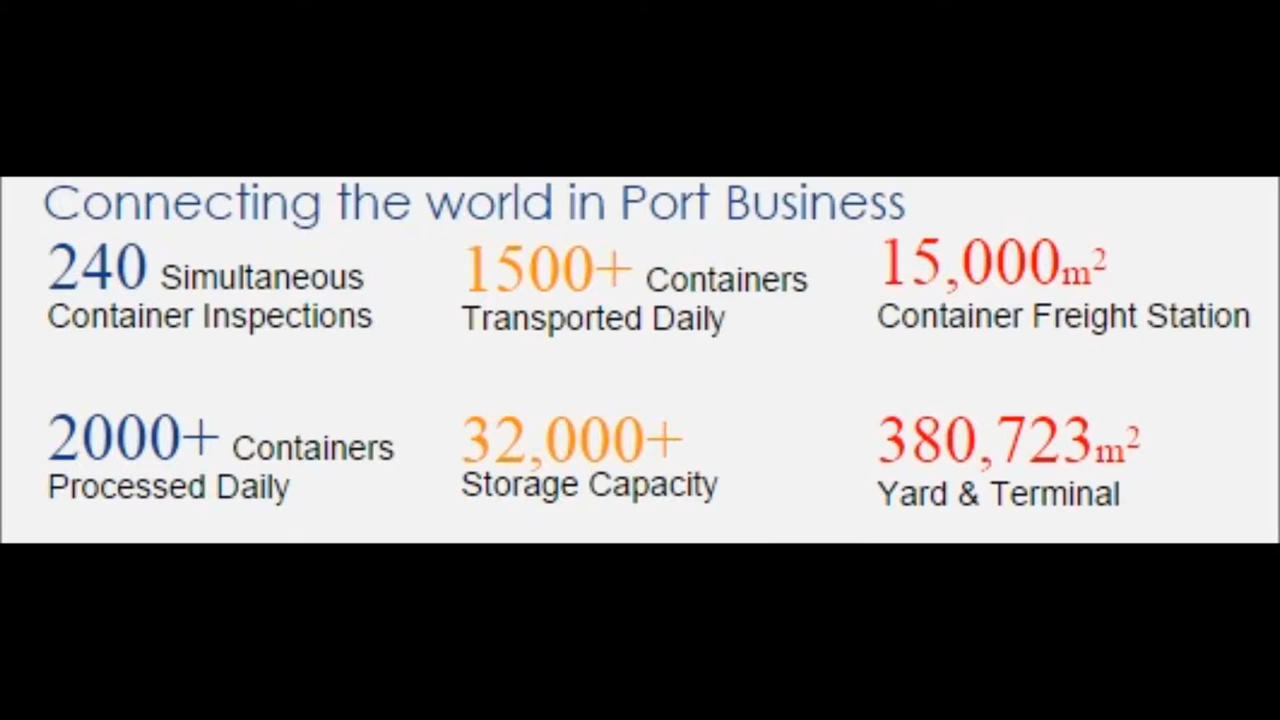 Connecting the world in Port Business
240 Simultaneous
Container Inspections
1500+ Containers
Transported Daily
15,000m²
Container Freight Station
2000+ Containers
Processed Daily
32,000+
Storage Capacity
380,723m²
Yard & Terminal